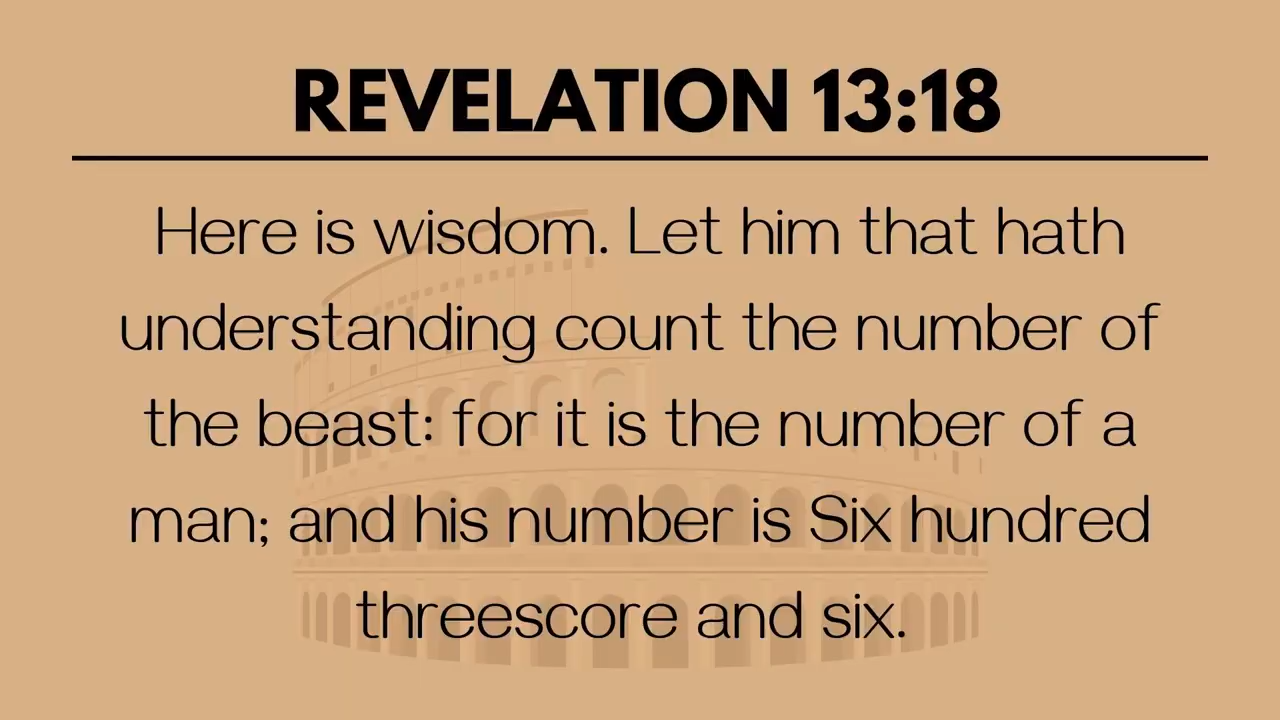 REVELATION 13:18
Here is wisdom. Let him that hath
understanding count the number of
the beast: for it is the number of a
man; and his number is Six hundred
threescore and six.